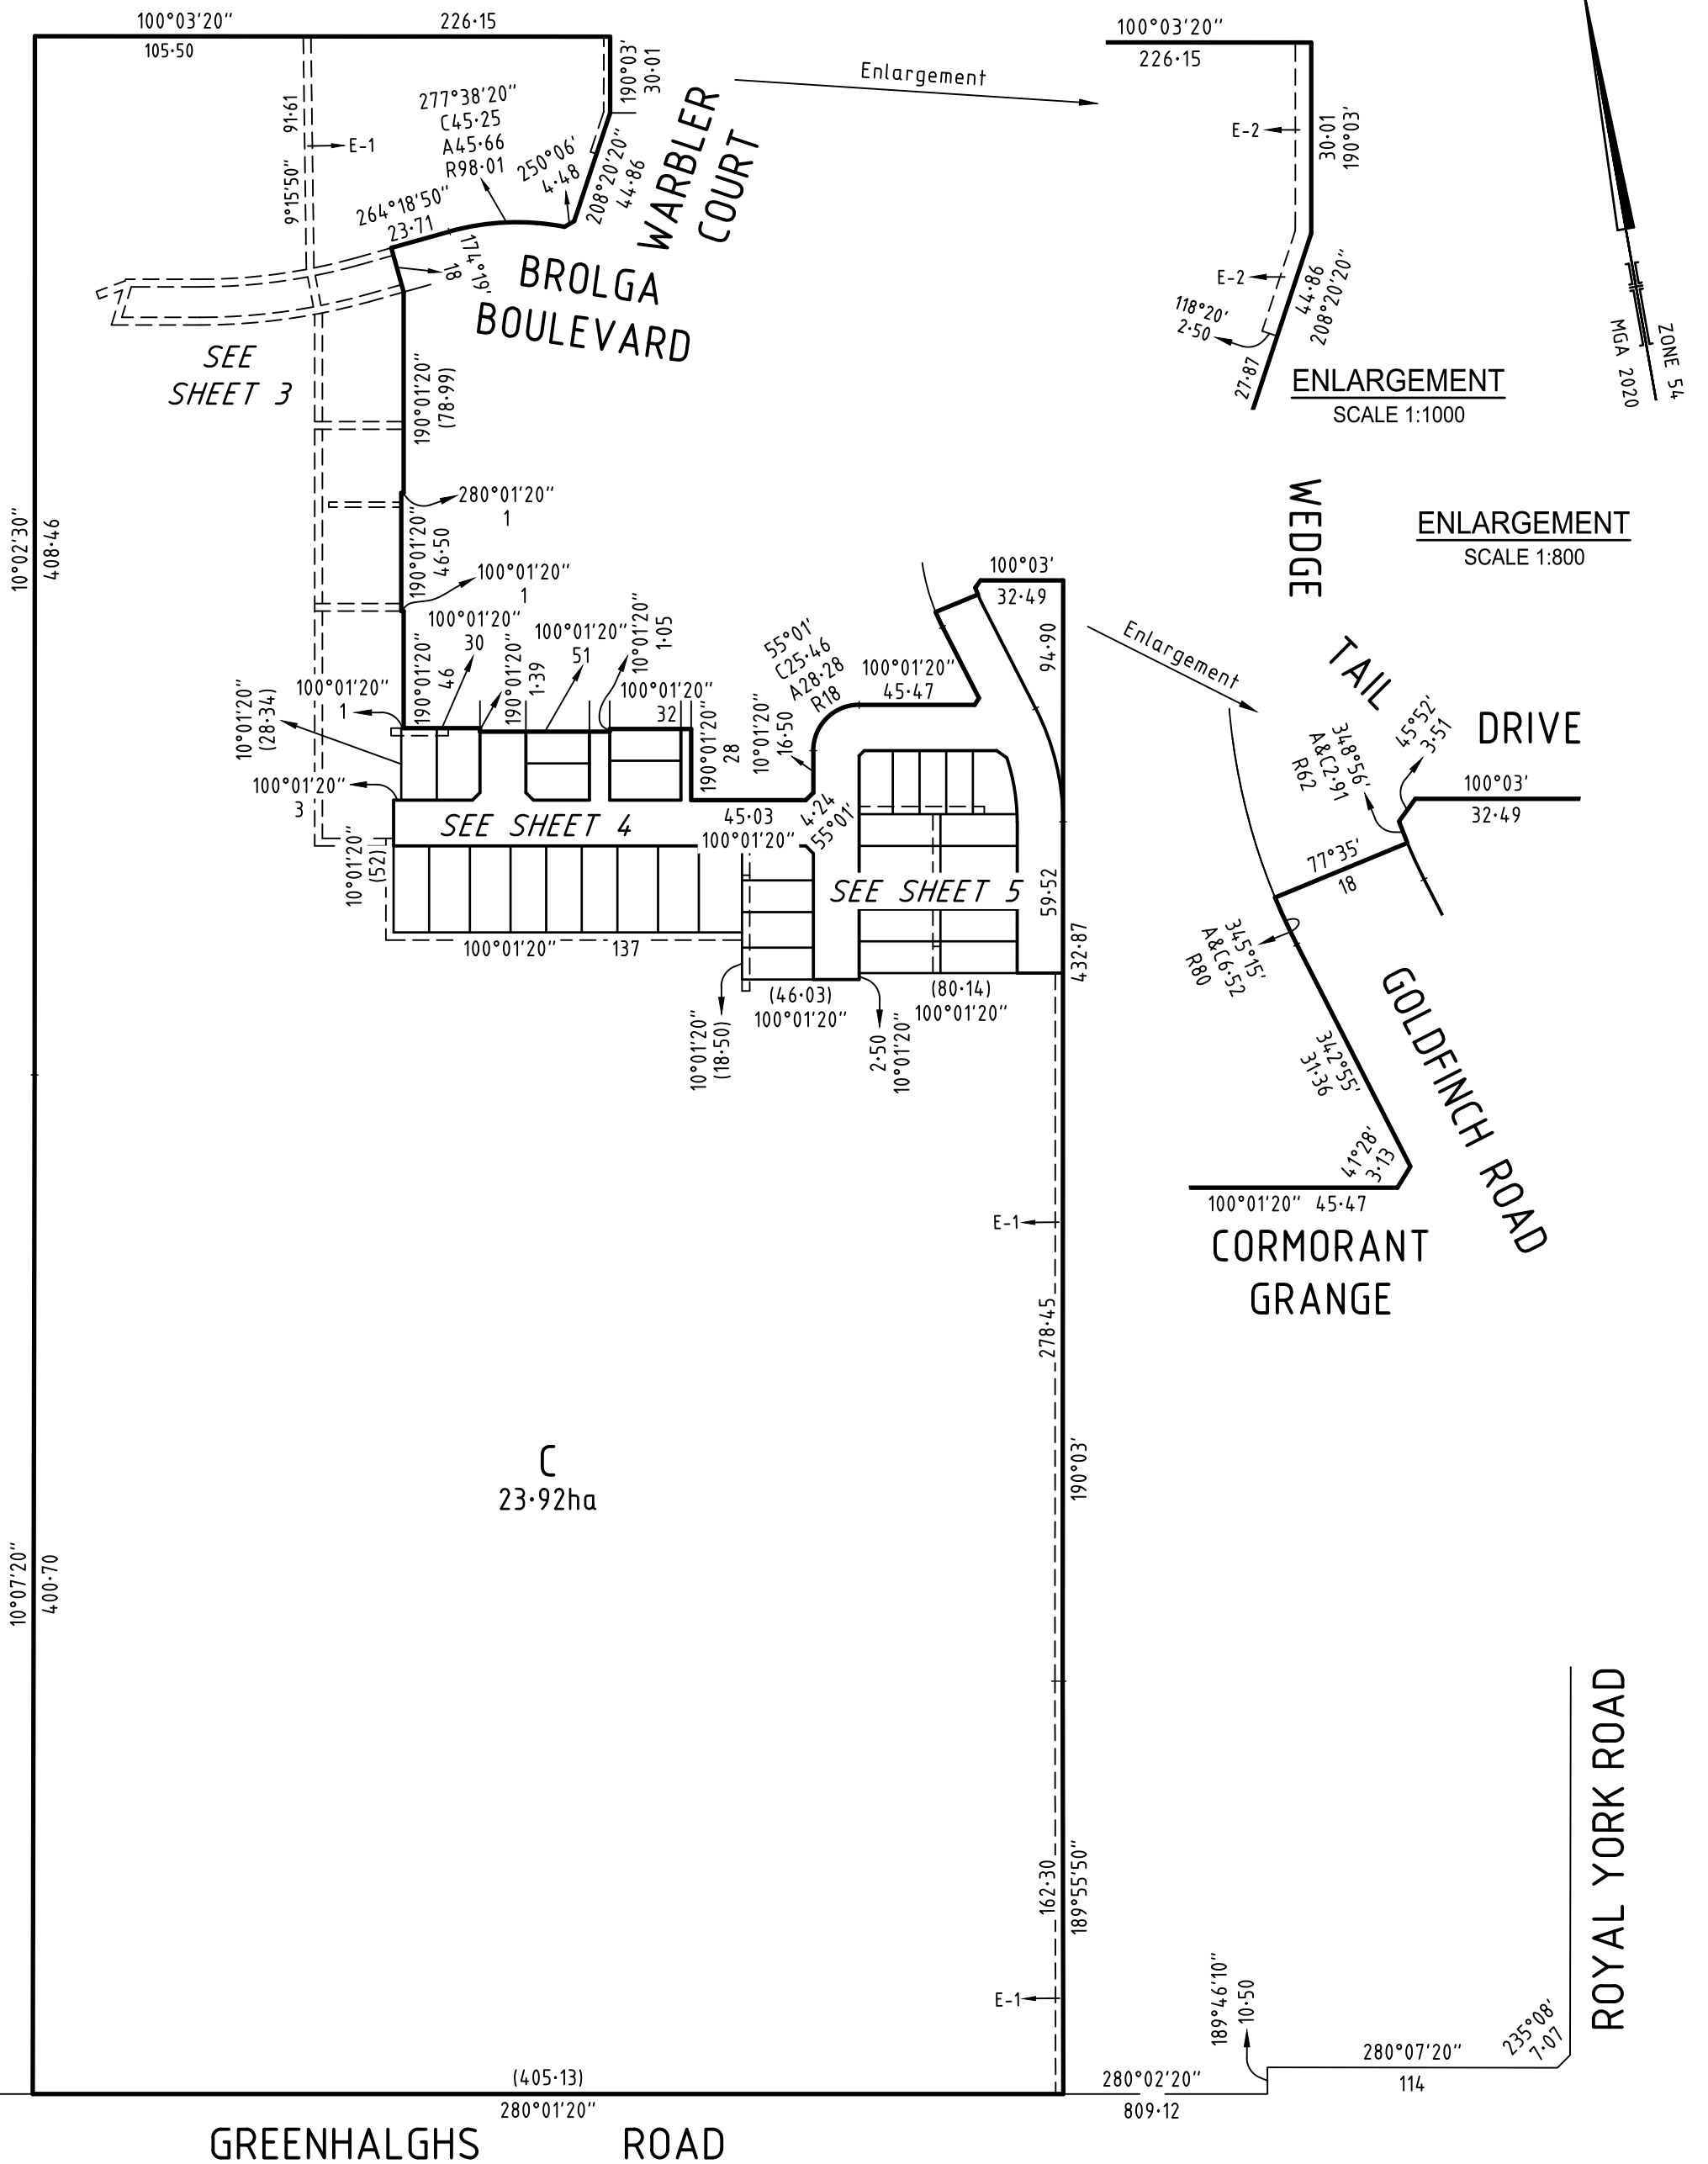 100°03'20"
105·50
226·15
190°03'
30·01
91·61
9°15'50"
E-1
277°38'20"
C45·25
A45·66
R98·01
250°06'
4·48
208°20'20"
44·86
264°18'50"
23·71
174°19'
18
WARBLER
COURT
BROLGA
BOULEVARD
SEE
SHEET 3
Enlargement
100°03'20"
226·15
E-2
30·01
190°03'
E-2
44·86
208°20'20"
118°20'
2·50
27·87
ENLARGEMENT
SCALE 1:1000
MGA 2020
ZONE 54
10°02'30"
408·46
190°01'20"
(78·99)
280°01'20"
1
190°01'20"
46·50
100°01'20"
1
190°01'20"
46
100°01'20"
30
190°01'20"
1·39
100°01'20"
51
10°01'20"
1·05
100°01'20"
32
190°01'20"
28
100°01'20"
1
10°01'20"
(28·34)
100°01'20"
3
10°01'20"
(52)
SEE SHEET 4
45·03
100°01'20"
4·24
55°01'
10°01'20"
16·50
55°01'
C25·46
A28·28
R18
100°01'20"
45·47
100°03'
32·49
94·90
SEE SHEET 5
59·52
432·87
100°01'20"
137
10°01'20"
(18·50)
(46·03)
100°01'20"
2·50
10°01'20"
(80·14)
100°01'20"
Enlargement
WEDGE
TAIL
DRIVE
ENLARGEMENT
SCALE 1:800
45°52'
3·51
348°56'
A&C2·91
R62
100°03'
32·49
77°35'
18
345°15'
A&C6·52
R80
342°55'
31·36
41°28'
3·13
100°01'20" 45·47
GOLDFINCH ROAD
CORMORANT
GRANGE
E-1
278·45
190°03'
C
23·92ha
10°07'20"
400·70
162·30
189°55'50"
E-1
(405·13)
280°01'20"
GREENHALGHS ROAD
280°02'20"
809·12
189°46'10"
10·50
280°07'20"
114
235°08'
7·07
ROYAL YORK ROAD